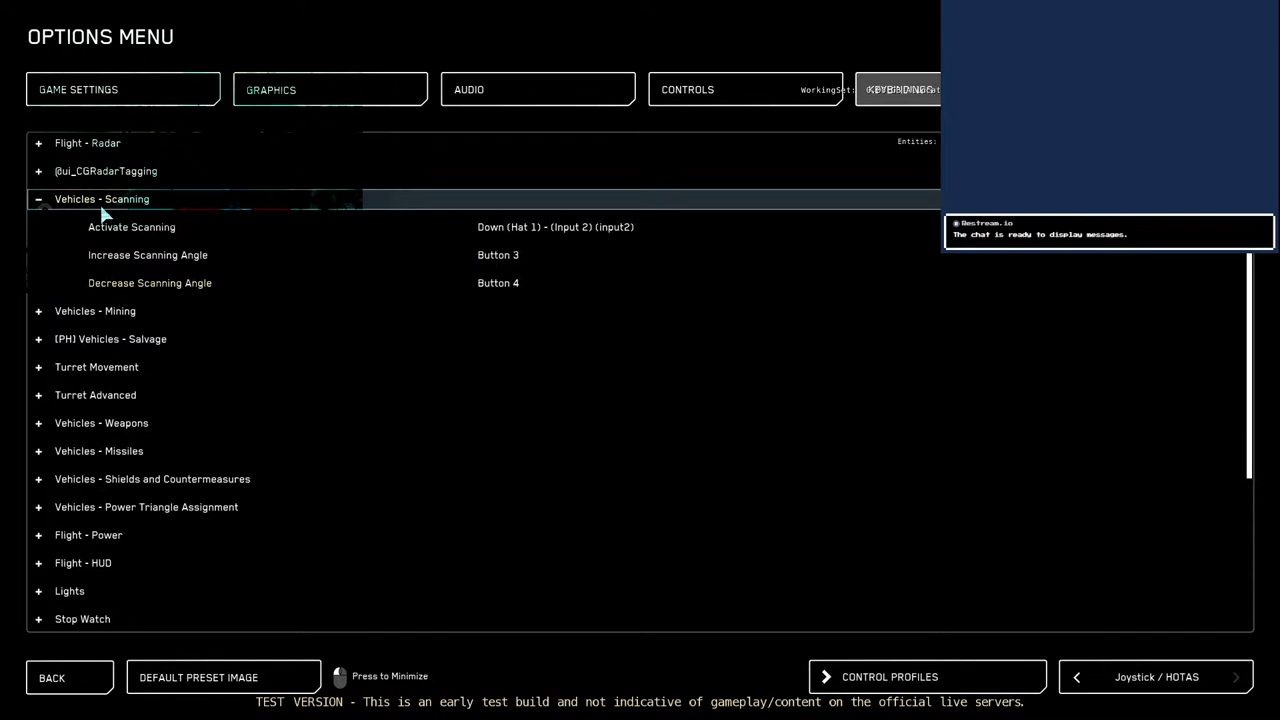 OPTIONS MENU
GAME SETTINGS
GRAPHICS
AUDIO
CONTROLS
WorkingSet:
KEYBINDINGS
+ Flight - Radar
Entities:
+ @ui_CGRadarTagging
- Vehicles - Scanning
Activate Scanning Down (Hat 1) - (Input 2) (input2)
Increase Scanning Angle Button 3
Decrease Scanning Angle Button 4
Restream.io
The chat is ready to display messages.
+ Vehicles - Mining
+ [PH] Vehicles - Salvage
+ Turret Movement
+ Turret Advanced
+ Vehicles - Weapons
+ Vehicles - Missiles
+ Vehicles - Shields and Countermeasures
+ Vehicles - Power Triangle Assignment
+ Flight - Power
+ Flight - HUD
+ Lights
+ Stop Watch
BACK
DEFAULT PRESET IMAGE
Press to Minimize
CONTROL PROFILES
Joystick / HOTAS
TEST VERSION - This is an early test build and not indicative of gameplay/content on the official live servers.